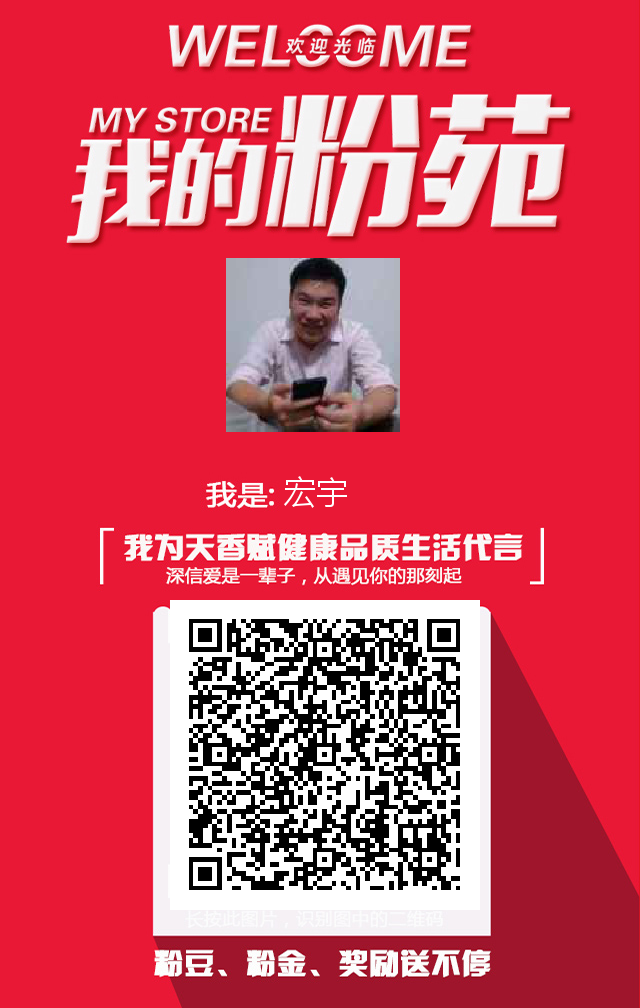 WELCOME
欢迎光临
MY STORE
我的粉苑
我是: 宏宇
我为天香赋健康品质生活代言
深信爱是一辈子，从遇见你的那刻起
长按此图片，识别图中的二维码
粉豆、粉金、奖励送不停